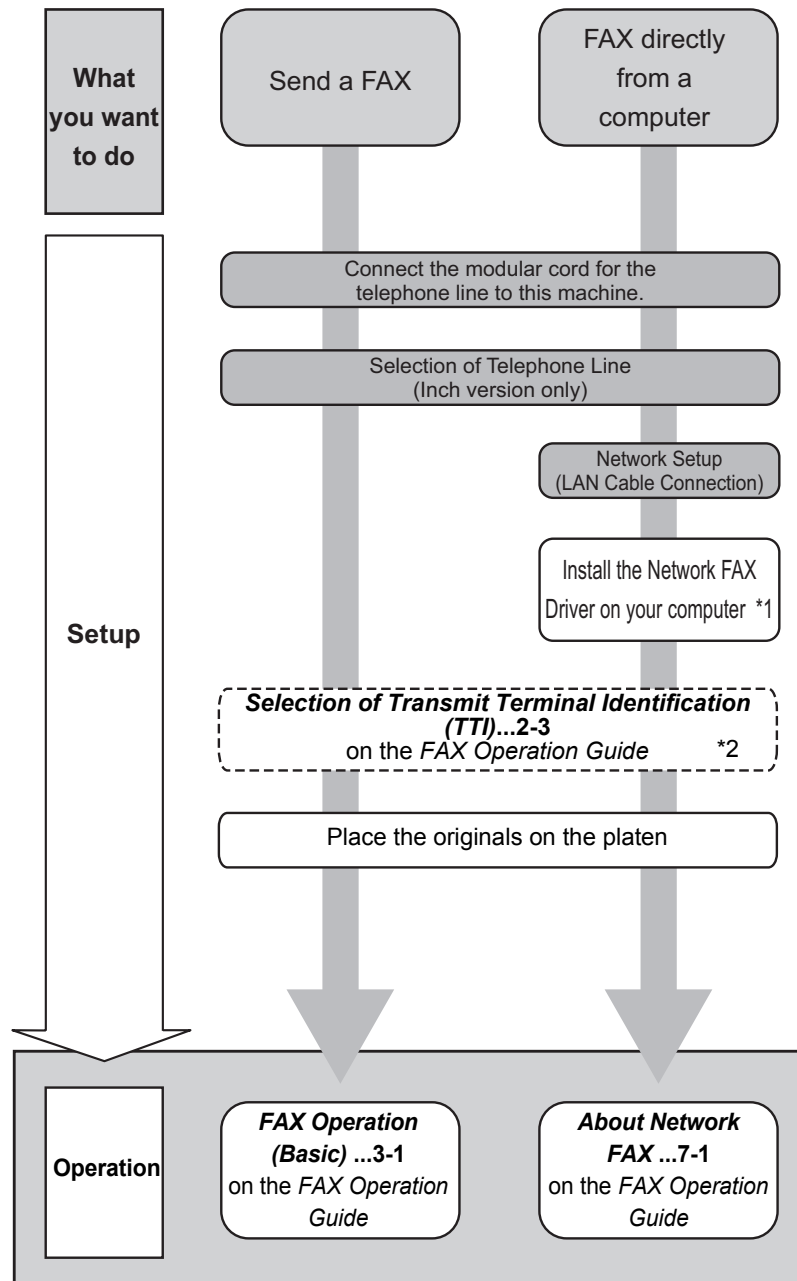 What
you want
to do
Send a FAX
FAX directly
from a
computer
Connect the modular cord for the
telephone line to this machine.
Selection of Telephone Line
(Inch version only)
Network Setup
(LAN Cable Connection)
Install the Network FAX
Driver on your computer *1
Setup
Selection of Transmit Terminal Identification
(TTI)...2-3
on the FAX Operation Guide *2
Place the originals on the platen
Operation
FAX Operation
(Basic) ...3-1
on the FAX Operation
Guide
About Network
FAX ...7-1
on the FAX Operation
Guide